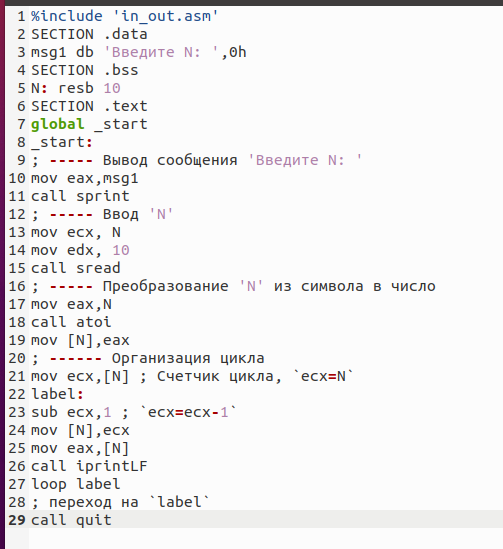 1 %include 'in_out.asm'
2 SECTION .data
3 msg1 db 'Введите N: ',0h
4 SECTION .bss
5 N: resb 10
6 SECTION .text
7 global _start
8 _start:
9 ; ----- Вывод сообщения 'Введите N: '
10 mov eax,msg1
11 call sprint
12 ; ----- Ввод 'N'
13 mov ecx, N
14 mov edx, 10
15 call sread
16 ; ----- Преобразование 'N' из символа в число
17 mov eax,N
18 call atoi
19 mov [N],eax
20 ; ------ Организация цикла
21 mov ecx,[N] ; Счетчик цикла, `ecx=N`
22 label:
23 sub ecx,1 ; `ecx=ecx-1`
24 mov [N],ecx
25 mov eax,[N]
26 call iprintLF
27 loop label
28 ; переход на `label`
29 call quit